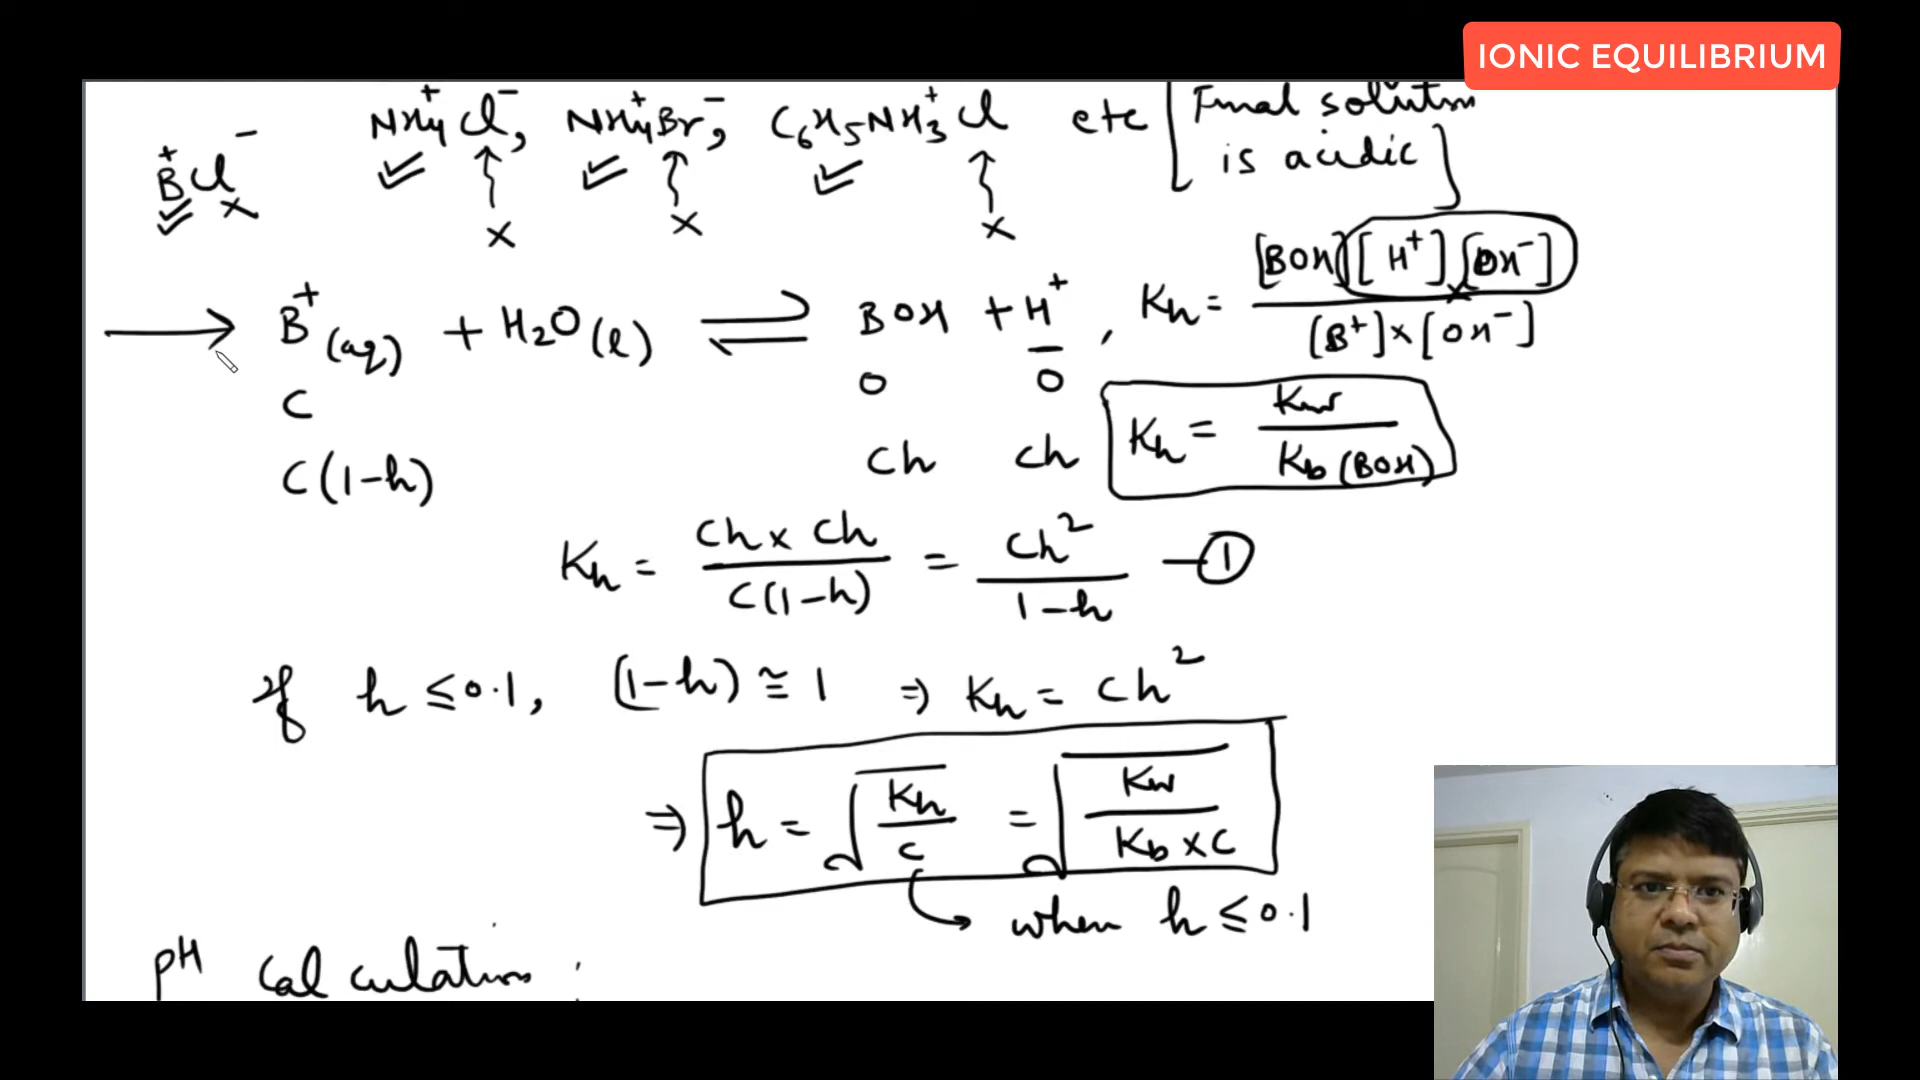 IONIC EQUILIBRIUM
B⁺Cl⁻ NH₄⁺Cl⁻, NH₄⁺Br⁻, C₆H₅NH₃⁺Cl etc [Final solution
is acidic]
→ B⁺(aq) + H₂O(l) ⇌ BOH + H⁺, Kh = [BOH][H⁺]×[OH⁻] / [B⁺]×[OH⁻]
C 0 0
C(1-h) Ch Ch Kh = Kw / Kb(BOH)
Kh = Ch × Ch / C(1-h) = Ch² / 1-h —①
If h ≤ 0.1, (1-h) ≅ 1 ⇒ Kh = Ch²
⇒ h = √(Kh / C) = √(Kw / Kb × C)
→ when h ≤ 0.1
pH Calculation :